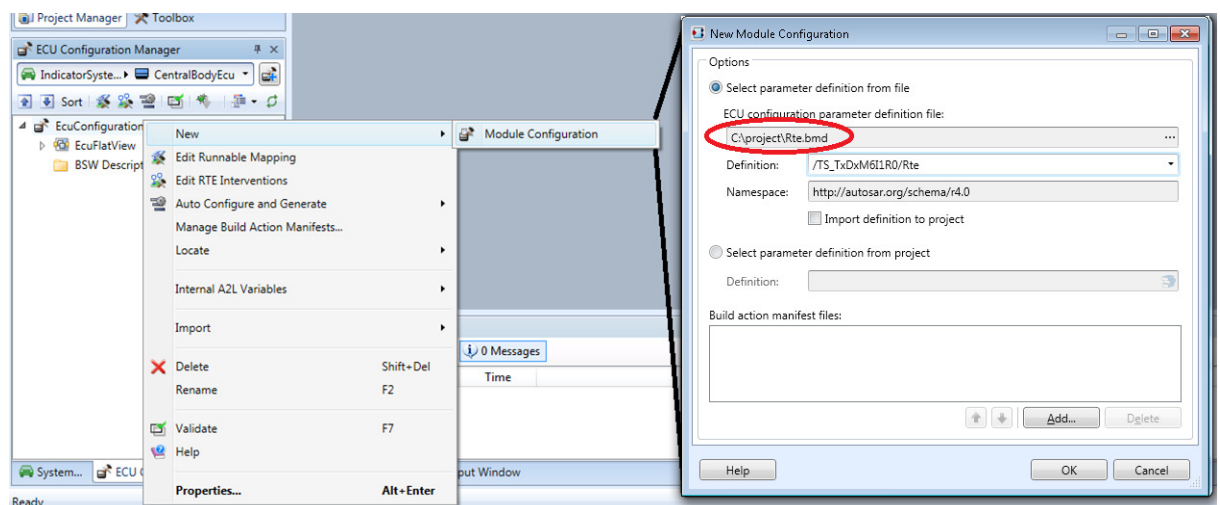 Project Manager Toolbox
ECU Configuration Manager
IndicatorSyste... CentralBodyEcu
Sort
EcuConfiguration
EcuFlatView
BSW Descript
New
Edit Runnable Mapping
Edit RTE Interventions
Auto Configure and Generate
Manage Build Action Manifests...
Locate
Internal A2L Variables
Import
Delete Shift+Del
Rename F2
Validate F7
Help
Properties... Alt+Enter
Module Configuration
0 Messages
Time
System... ECU C put Window
Ready
New Module Configuration
Options
Select parameter definition from file
ECU configuration parameter definition file:
C:\project\Rte.bmd ...
Definition: /TS_TxDxM6I1R0/Rte
Namespace: http://autosar.org/schema/r4.0
Import definition to project
Select parameter definition from project
Definition:
Build action manifest files:
Add... Delete
Help OK Cancel